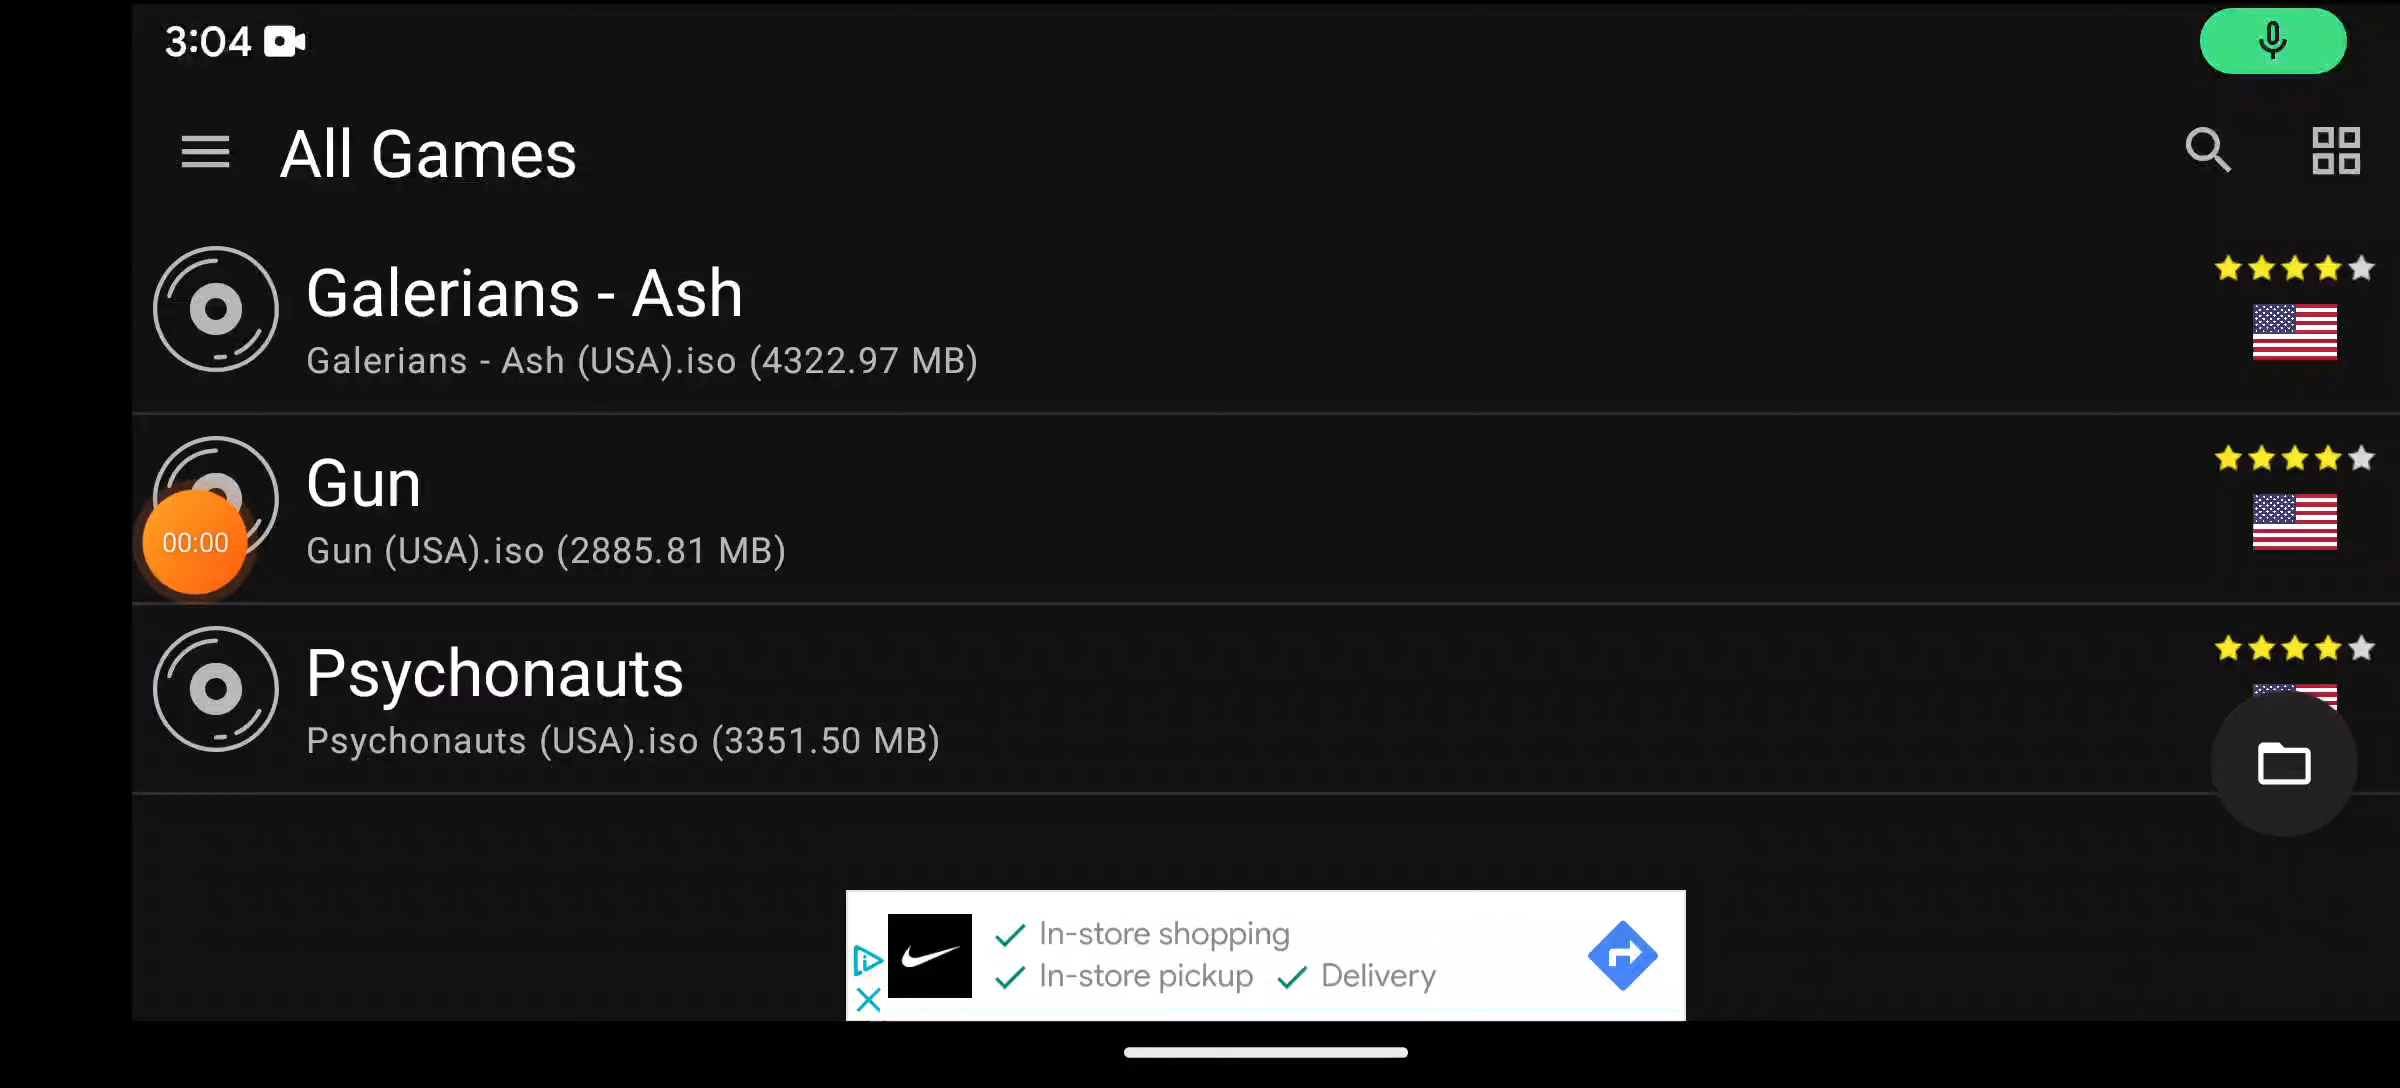 3:04
All Games
Galerians - Ash
Galerians - Ash (USA).iso (4322.97 MB)
Gun
00:00
Gun (USA).iso (2885.81 MB)
Psychonauts
Psychonauts (USA).iso (3351.50 MB)
In-store shopping
In-store pickup Delivery